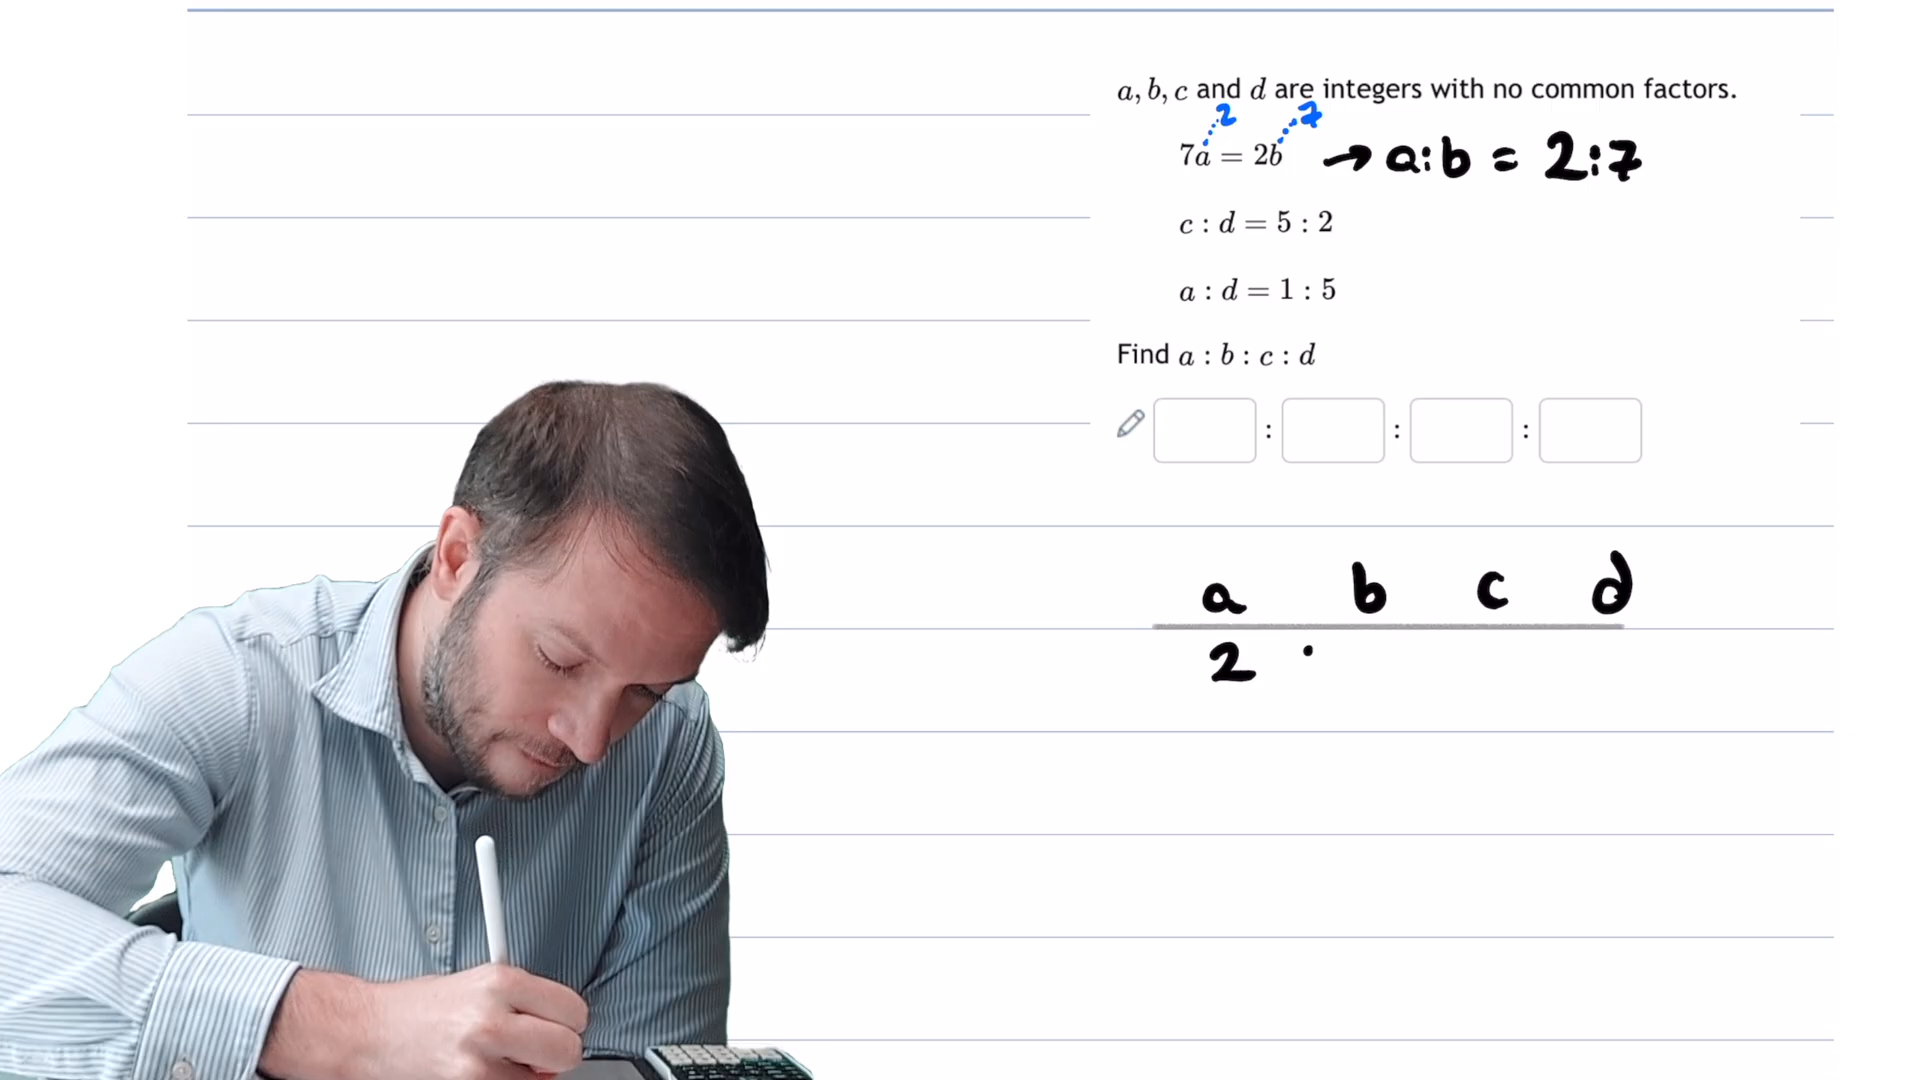 a, b, c and d are integers with no common factors.
2 7
7a = 2b → a:b = 2:7
c : d = 5 : 2
a : d = 1 : 5
Find a : b : c : d
: : :
a b c d
2 ·